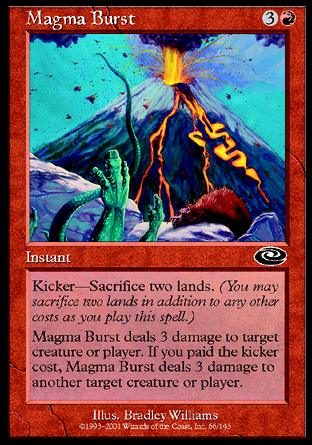 Magma Burst 3
Instant
Kicker—Sacrifice two lands. (You may
sacrifice two lands in addition to any other
costs as you play this spell.)
Magma Burst deals 3 damage to target
creature or player. If you paid the kicker
cost, Magma Burst deals 3 damage to
another target creature or player.
Illus. Bradley Williams
©1993-2001 Wizards of the Coast, Inc. 66/143